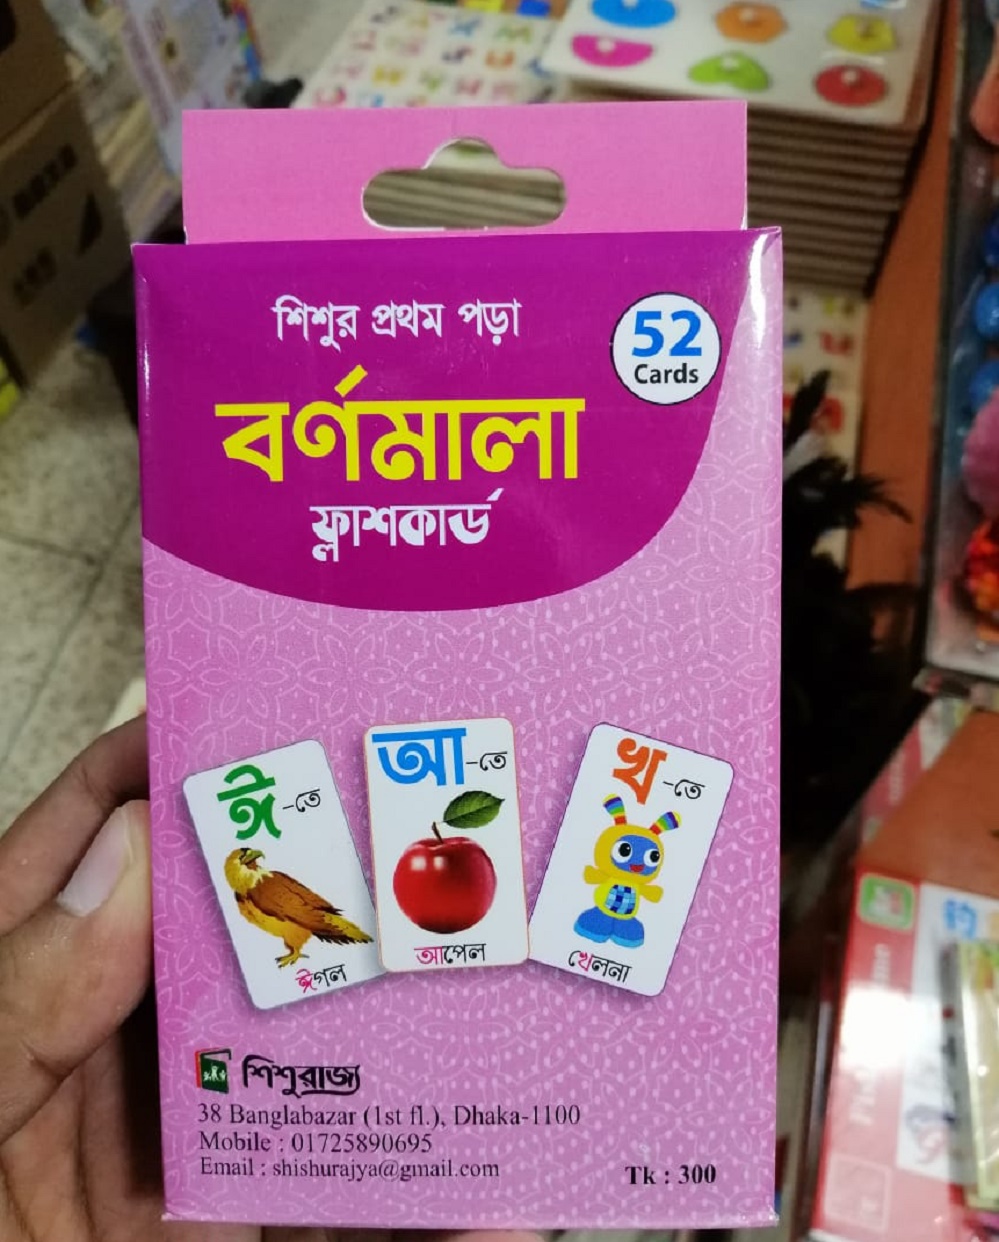 শিশুর প্রথম পড়া
52
Cards
বর্ণমালা
ফ্লাশকার্ড
ঈ-তে
ঈগল
আ-তে
আপেল
খ-তে
খেলনা
শিশুরাজ্য
38 Banglabazar (1st fl.), Dhaka-1100
Mobile : 01725890695
Email : shishurajya@gmail.com
Tk : 300